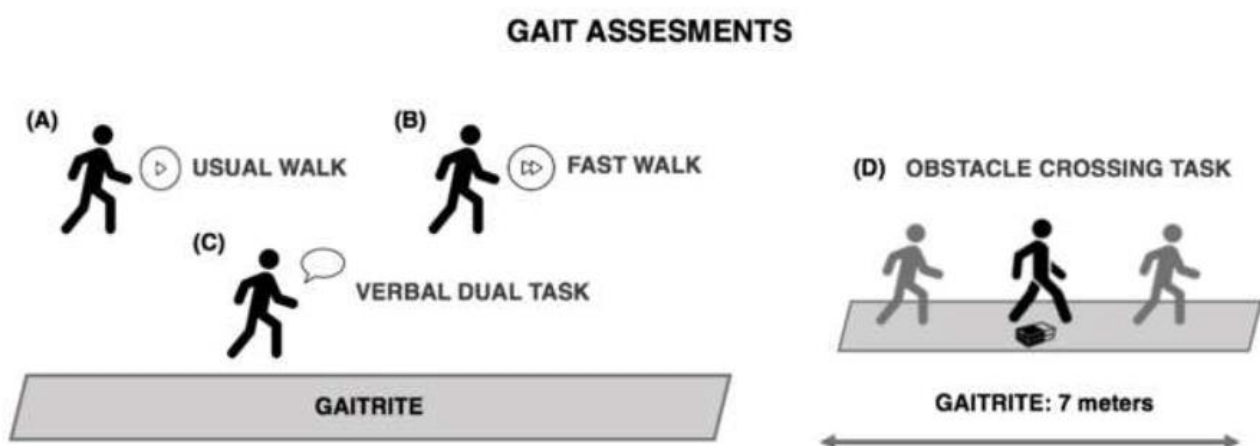 GAIT ASSESMENTS
(A)
USUAL WALK
(B)
FAST WALK
(C)
VERBAL DUAL TASK
GAITRITE
(D) OBSTACLE CROSSING TASK
GAITRITE: 7 meters